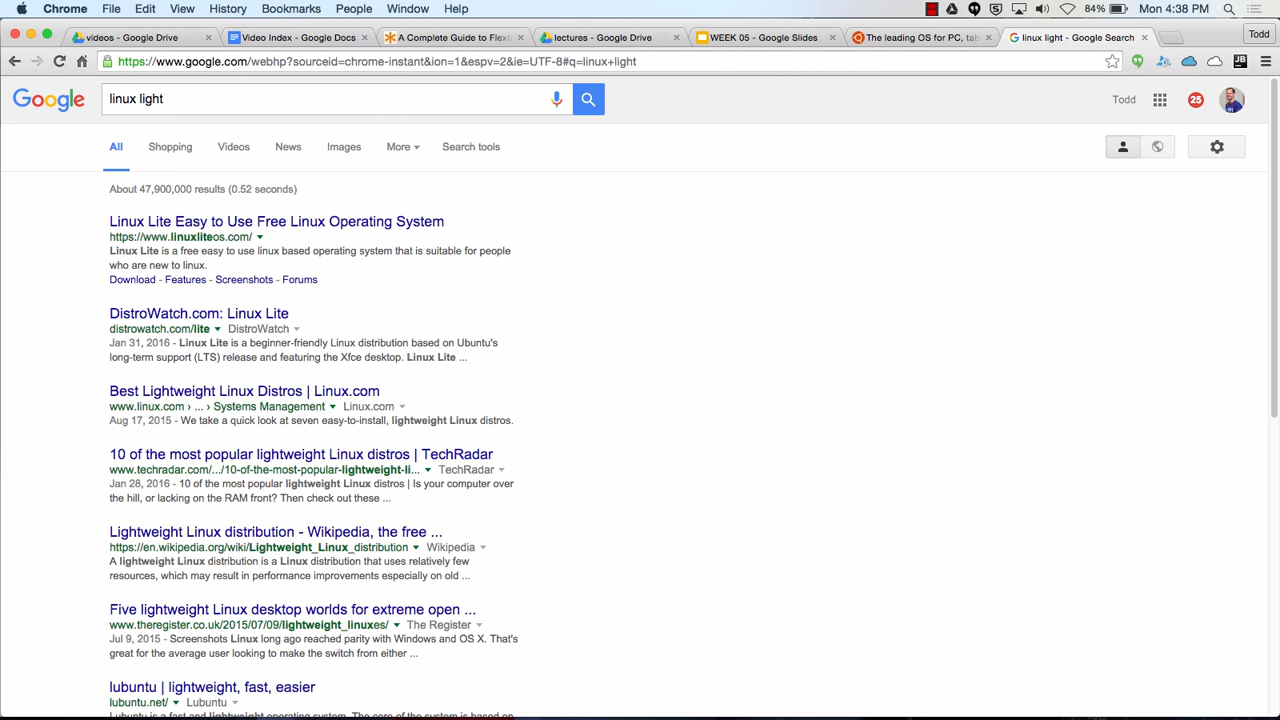 Chrome File Edit View History Bookmarks People Window Help 84% Mon 4:38 PM
videos - Google Drive Video Index - Google Docs A Complete Guide to Flexb lectures - Google Drive WEEK 05 - Google Slides The leading OS for PC, tab linux light - Google Search Todd
https://www.google.com/webhp?sourceid=chrome-instant&ion=1&espv=2&ie=UTF-8#q=linux+light JB
Google linux light Todd 25
All Shopping Videos News Images More Search tools
About 47,900,000 results (0.52 seconds)
Linux Lite Easy to Use Free Linux Operating System
https://www.linuxliteos.com/
Linux Lite is a free easy to use linux based operating system that is suitable for people
who are new to linux.
Download - Features - Screenshots - Forums
DistroWatch.com: Linux Lite
distrowatch.com/lite DistroWatch
Jan 31, 2016 - Linux Lite is a beginner-friendly Linux distribution based on Ubuntu's
long-term support (LTS) release and featuring the Xfce desktop. Linux Lite ...
Best Lightweight Linux Distros | Linux.com
www.linux.com › ... › Systems Management Linux.com
Aug 17, 2015 - We take a quick look at seven easy-to-install, lightweight Linux distros.
10 of the most popular lightweight Linux distros | TechRadar
www.techradar.com/.../10-of-the-most-popular-lightweight-li... TechRadar
Jan 28, 2016 - 10 of the most popular lightweight Linux distros | Is your computer over
the hill, or lacking on the RAM front? Then check out these ...
Lightweight Linux distribution - Wikipedia, the free ...
https://en.wikipedia.org/wiki/Lightweight_Linux_distribution Wikipedia
A lightweight Linux distribution is a Linux distribution that uses relatively few
resources, which may result in performance improvements especially on old ...
Five lightweight Linux desktop worlds for extreme open ...
www.theregister.co.uk/2015/07/09/lightweight_linuxes/ The Register
Jul 9, 2015 - Screenshots Linux long ago reached parity with Windows and OS X. That's
great for the average user looking to make the switch from either ...
lubuntu | lightweight, fast, easier
lubuntu.net/ Lubuntu
Lubuntu is a fast and lightweight operating system. The core of the system is based on